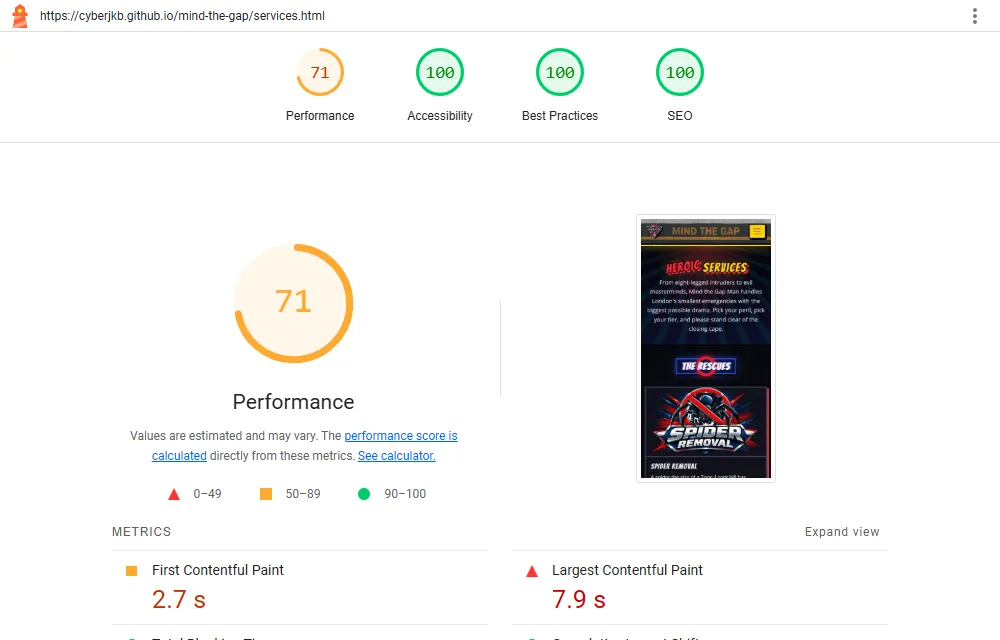 https://cyberjkb.github.io/mind-the-gap/services.html
71
100
100
100
Performance
Accessibility
Best Practices
SEO
71
Performance
Values are estimated and may vary. The performance score is
calculated directly from these metrics. See calculator.
0–49
50–89
90–100
MIND THE GAP
HEROIC SERVICES
From eight-legged intruders to evil
masterminds, Mind the Gap Man handles
London's smallest emergencies with the
biggest possible drama. Pick your peril, pick
your tier, and please stand clear of the
closing cape.
THE RESCUES
SPIDER
REMOVAL
SPIDER REMOVAL
METRICS
Expand view
First Contentful Paint
2.7 s
Largest Contentful Paint
7.9 s